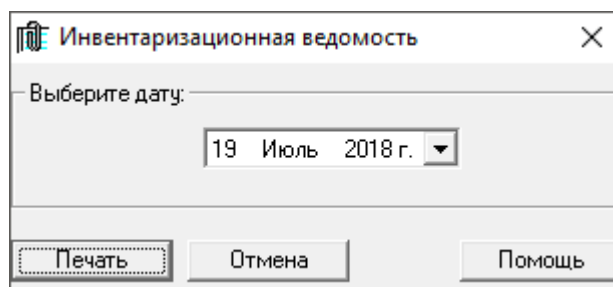 Инвентаризационная ведомость
Выберите дату:
19 Июль 2018 г.
Печать Отмена Помощь